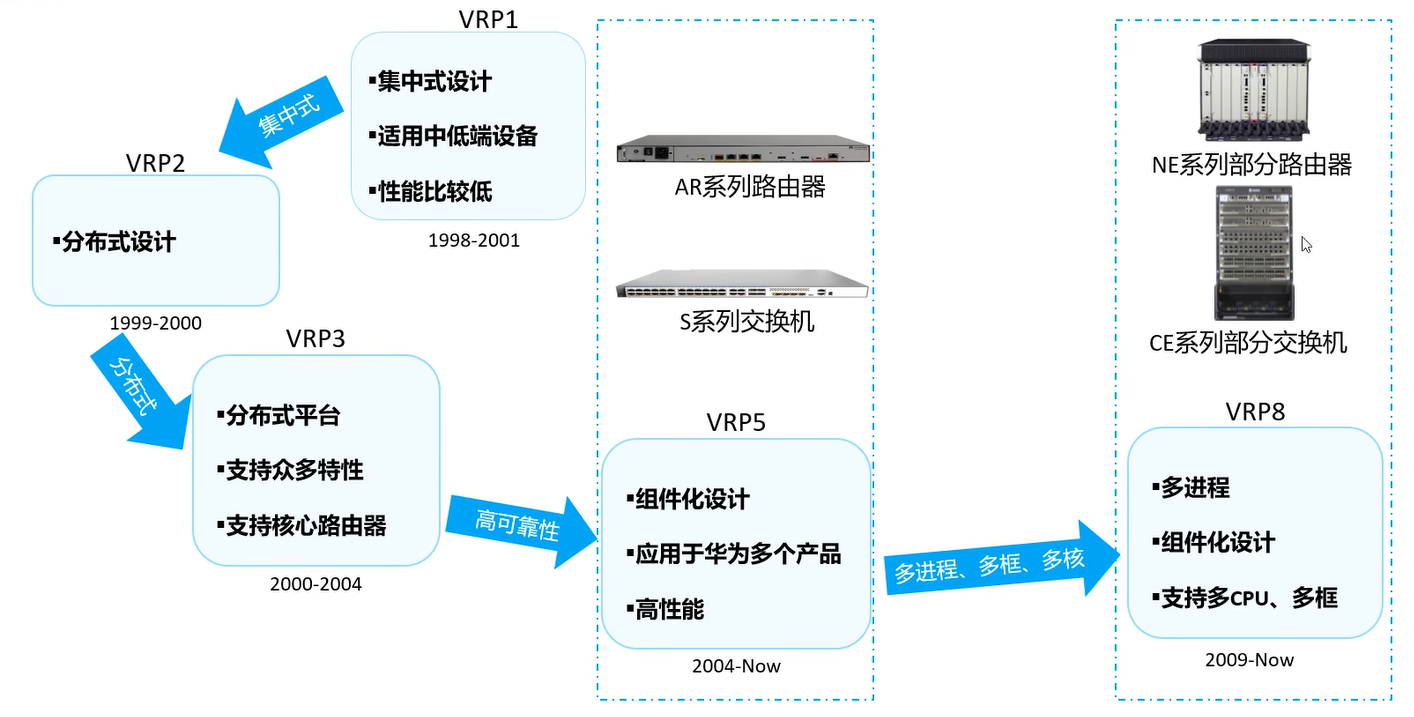 VRP1
▪集中式设计
▪适用中低端设备
▪性能比较低
1998-2001
集中式
VRP2
▪分布式设计
1999-2000
分布式
VRP3
▪分布式平台
▪支持众多特性
▪支持核心路由器
2000-2004
高可靠性
AR系列路由器
S系列交换机
VRP5
▪组件化设计
▪应用于华为多个产品
▪高性能
2004-Now
多进程、多框、多核
NE系列部分路由器
CE系列部分交换机
VRP8
▪多进程
▪组件化设计
▪支持多CPU、多框
2009-Now